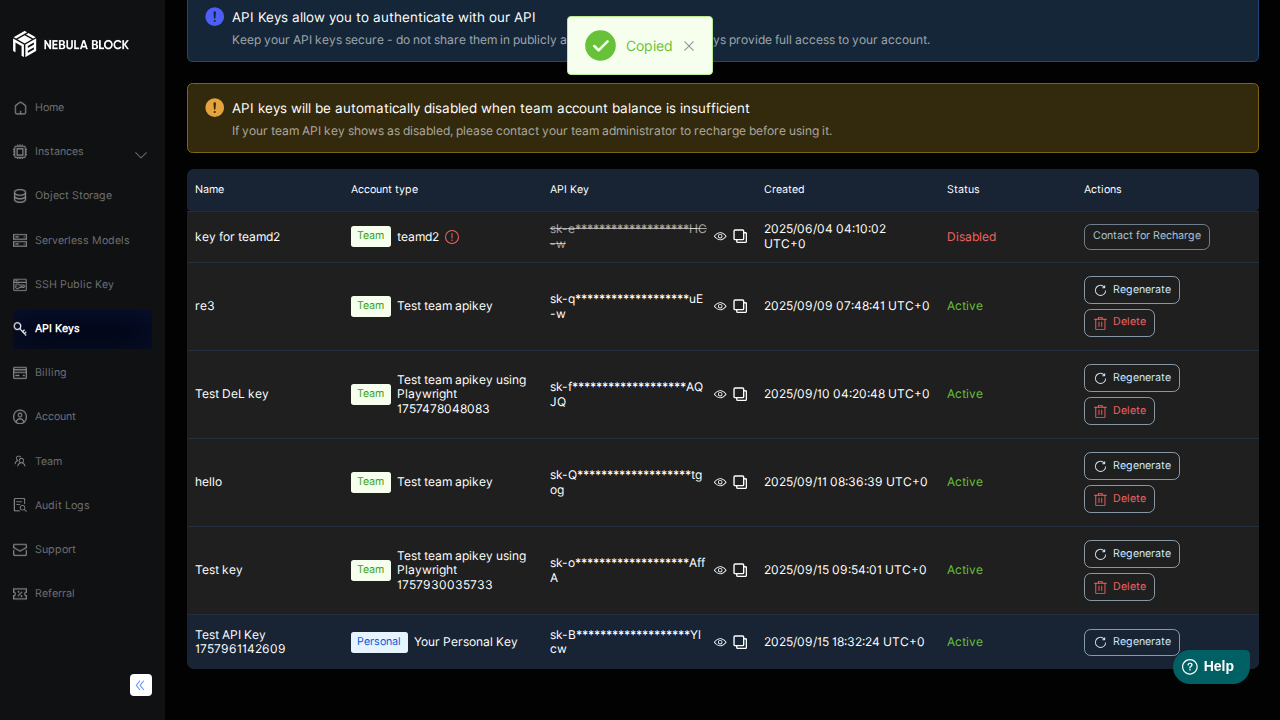 NEBULA BLOCK
Home
Instances
Object Storage
Serverless Models
SSH Public Key
API Keys
Billing
Account
Team
Audit Logs
Support
Referral
API Keys allow you to authenticate with our API
Keep your API keys secure - do not share them in publicly a
ys provide full access to your account.
Copied
API keys will be automatically disabled when team account balance is insufficient
If your team API key shows as disabled, please contact your team administrator to recharge before using it.
Name Account type API Key Created Status Actions
key for teamd2 Team teamd2 sk-e*******************HC 2025/06/04 04:10:02 Disabled Contact for Recharge
-w UTC+0
re3 Team Test team apikey sk-q*******************uE 2025/09/09 07:48:41 UTC+0 Active Regenerate
-w Delete
Test DeL key Team Test team apikey using sk-f*******************AQ 2025/09/10 04:20:48 UTC+0 Active Regenerate
Playwright JQ Delete
1757478048083
hello Team Test team apikey sk-Q*******************tg 2025/09/11 08:36:39 UTC+0 Active Regenerate
og Delete
Test key Team Test team apikey using sk-o*******************Aff 2025/09/15 09:54:01 UTC+0 Active Regenerate
Playwright A Delete
1757930035733
Test API Key Personal Your Personal Key sk-B*******************YI 2025/09/15 18:32:24 UTC+0 Active Regenerate
1757961142609 cw
Help